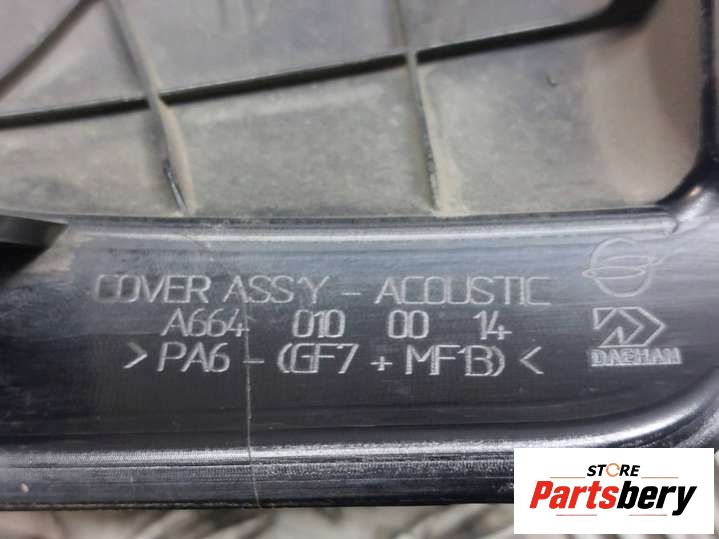 COVER ASS'Y - ACOUSTIC
A664 010 00 14
>PA6-(GF7+MF13)<
DAEHAN
STORE
Partsbery